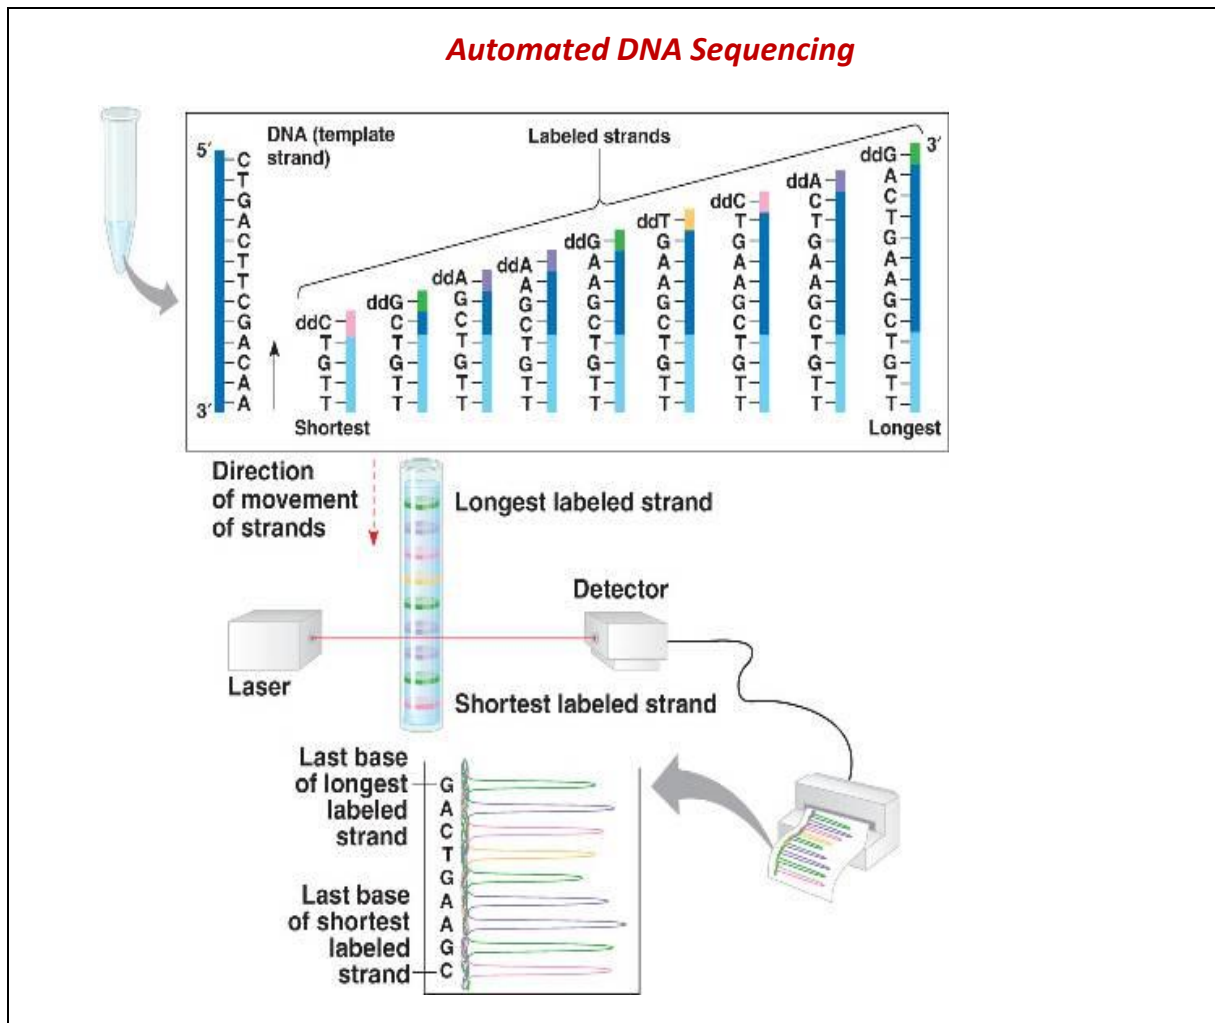 Automated DNA Sequencing
DNA (template
strand)
Labeled strands
5′
3′
C
T
G
A
C
T
T
C
G
A
C
A
A
3′
ddC
T
G
T
T
Shortest
ddG
C
T
G
T
T
ddA
G
C
T
G
T
T
ddA
A
G
C
T
G
T
T
ddG
A
A
G
C
T
G
T
T
ddT
G
A
A
G
C
T
G
T
T
ddC
T
G
A
A
G
C
T
G
T
T
ddA
C
T
G
A
A
G
C
T
G
T
T
ddG
A
C
T
G
A
A
G
C
T
G
T
T
Longest
Direction
of movement
of strands
Longest labeled strand
Detector
Laser
Shortest labeled strand
Last base
of longest
labeled
strand
Last base
of shortest
labeled
strand
G
A
C
T
G
A
A
G
C